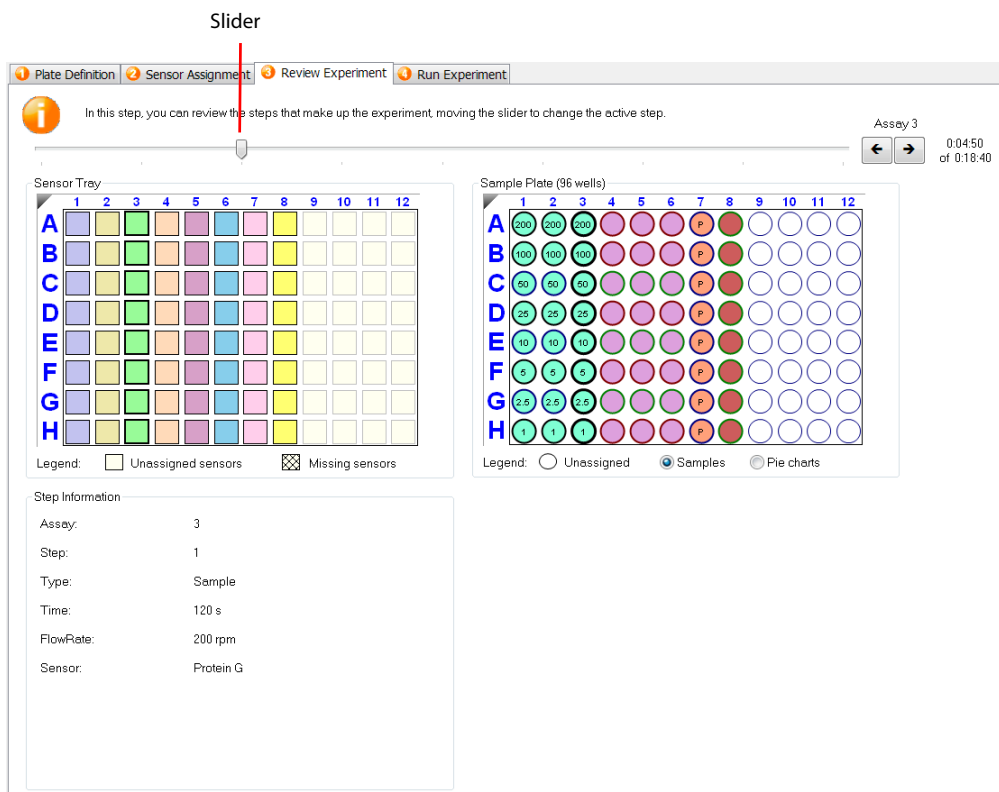 Slider
1 Plate Definition 2 Sensor Assignment 3 Review Experiment 4 Run Experiment
i In this step, you can review the steps that make up the experiment, moving the slider to change the active step.
Assay 3
0:04:50
of 0:18:40
Sensor Tray
1 2 3 4 5 6 7 8 9 10 11 12
A
B
C
D
E
F
G
H
Legend: Unassigned sensors Missing sensors
Sample Plate (96 wells)
1 2 3 4 5 6 7 8 9 10 11 12
A 200 200 200 P
B 100 100 100 P
C 50 50 50 P
D 25 25 25 P
E 10 10 10 P
F 5 5 5 P
G 2.5 2.5 2.5 P
H 1 1 1 P
Legend: Unassigned Samples Pie charts
Step Information
Assay: 3
Step: 1
Type: Sample
Time: 120 s
FlowRate: 200 rpm
Sensor: Protein G